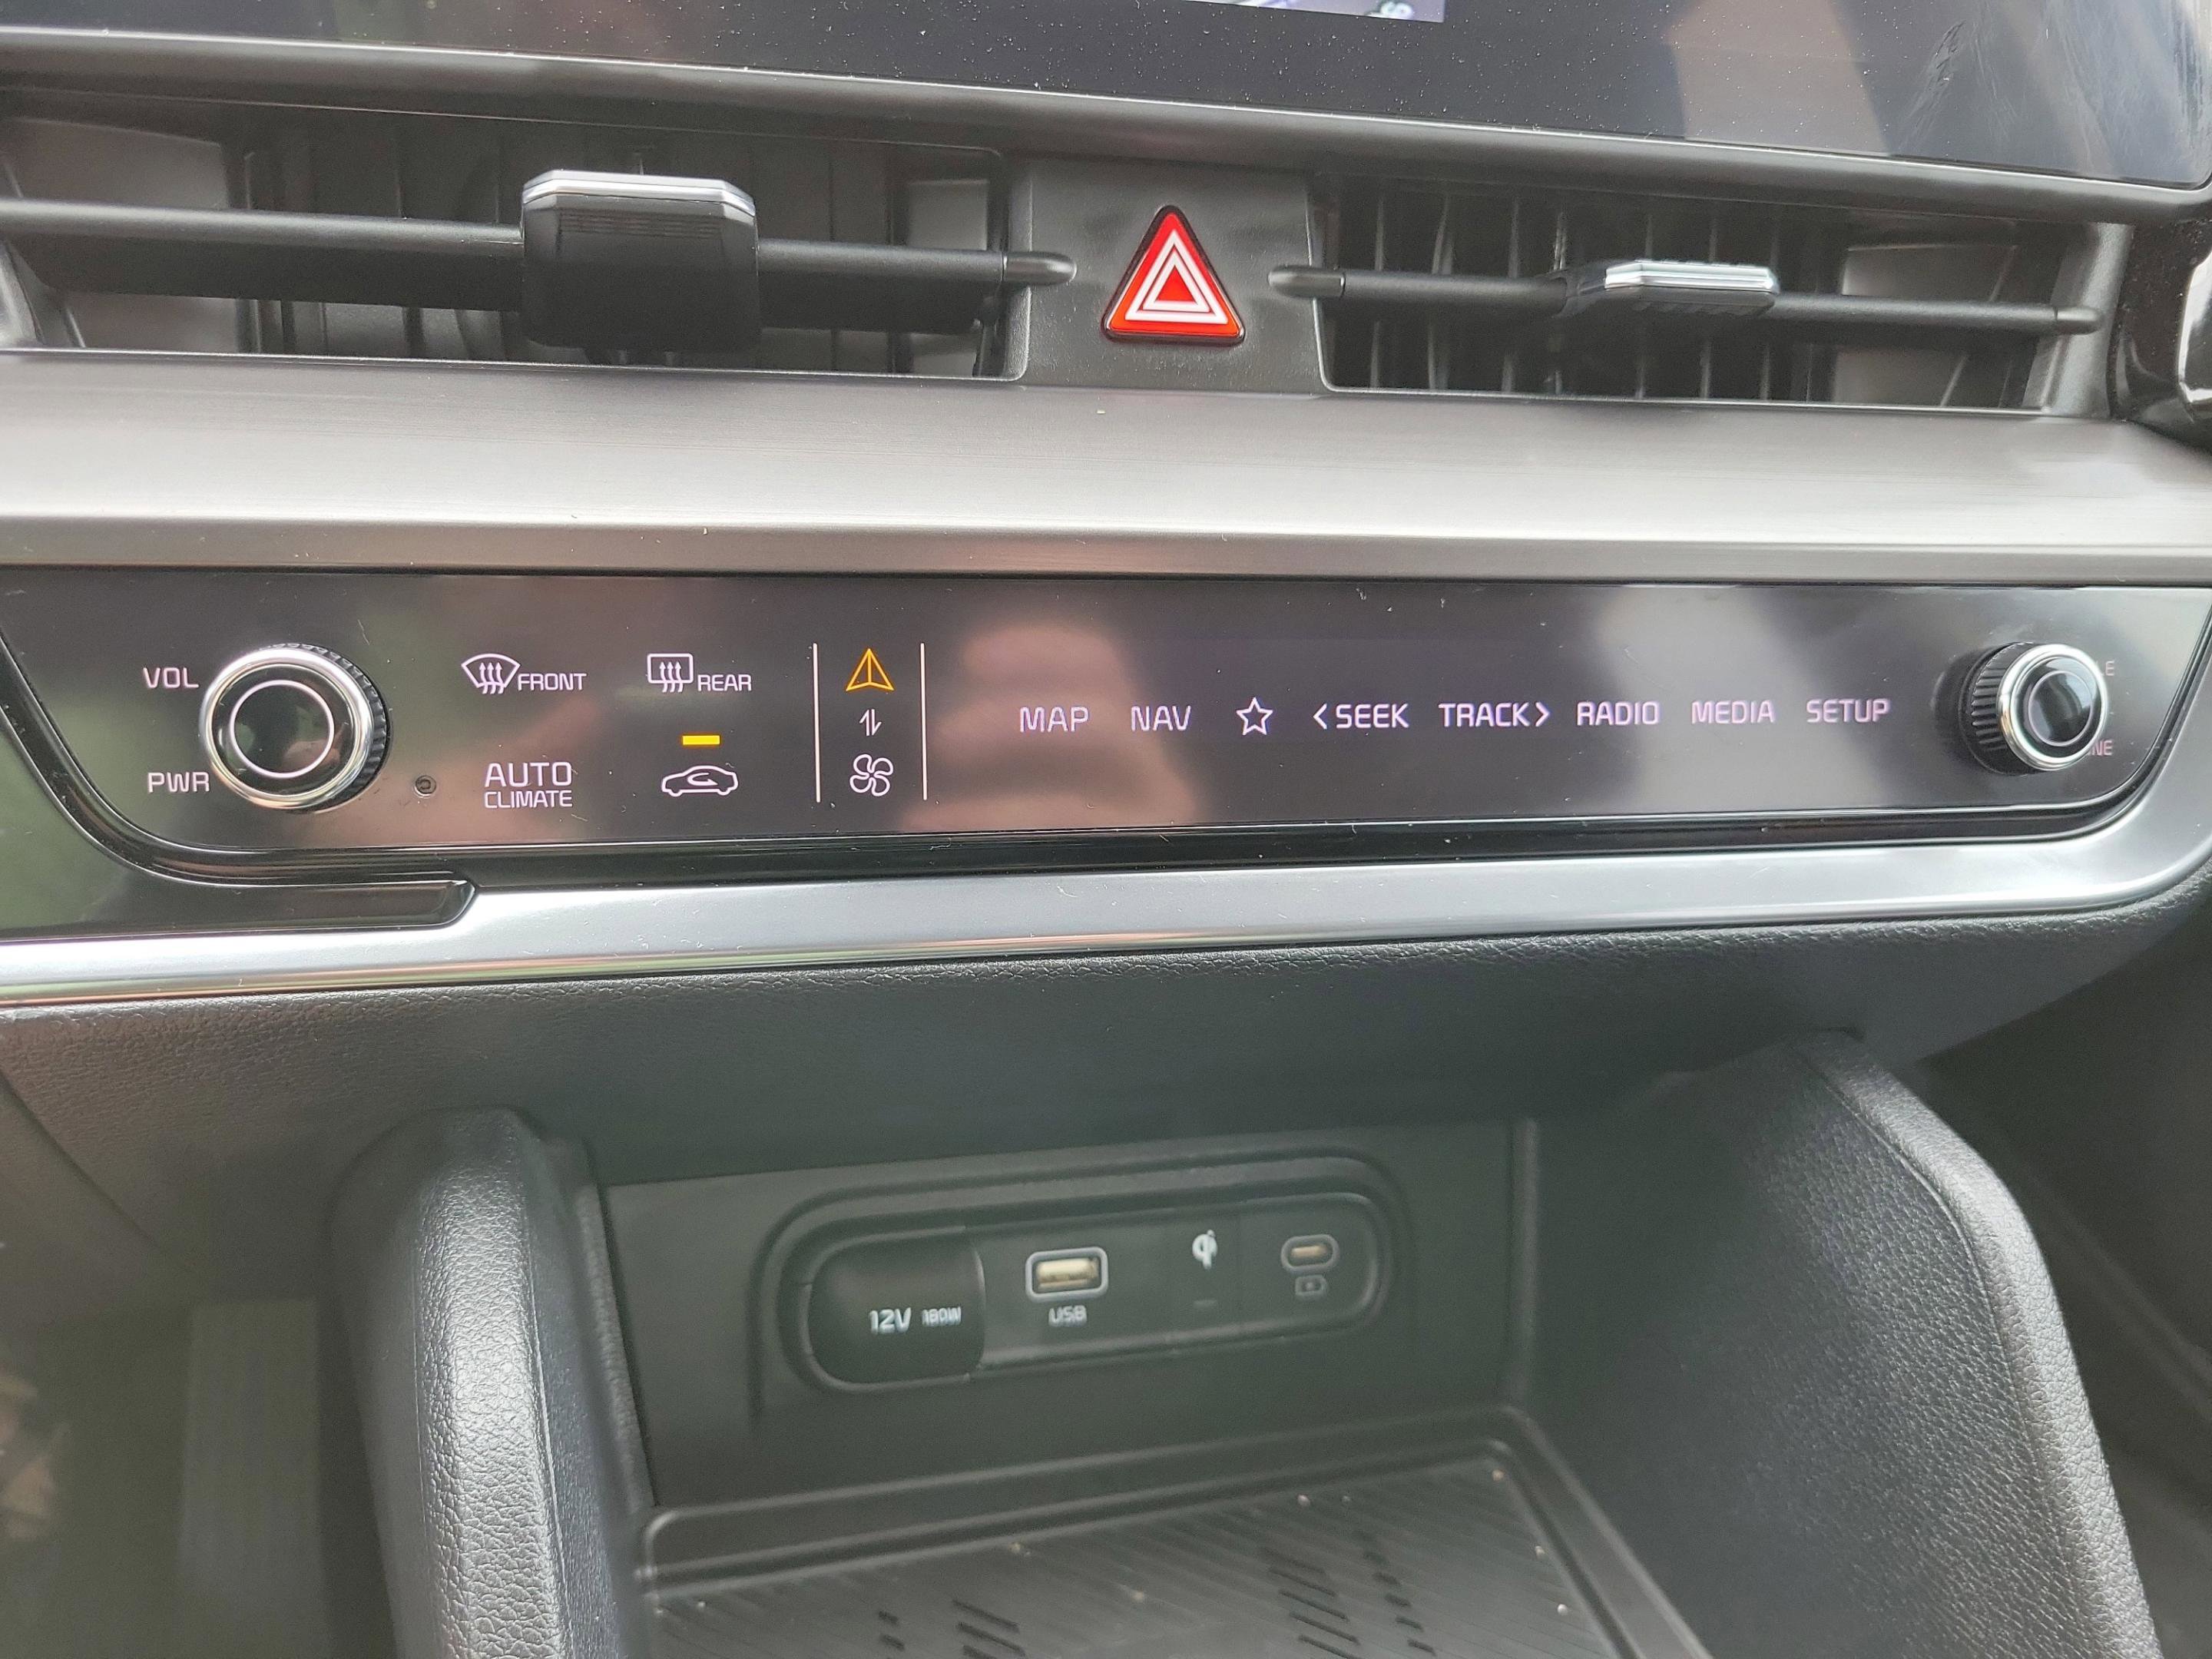 VOL
PWR
FRONT
REAR
AUTO
CLIMATE
MAP NAV <SEEK TRACK> RADIO MEDIA SETUP
12V 180W
USB